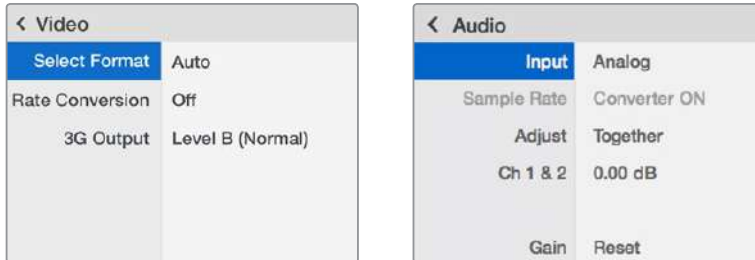 < Video
Select Format Auto
Rate Conversion Off
3G Output Level B (Normal)
< Audio
Input Analog
Sample Rate Converter ON
Adjust Together
Ch 1 & 2 0.00 dB
Gain Reset